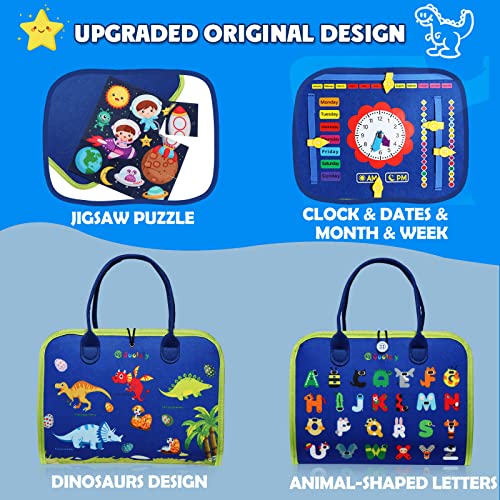 UPGRADED ORIGINAL DESIGN
JIGSAW PUZZLE
Monday
Tuesday
Wednesday
Thursday
Friday
Saturday
Sunday
AM PM
CLOCK & DATES &
MONTH & WEEK
DINOSAURS DESIGN
A B C D E F G
H I J K L M N
O P Q R S T
U V W X Y Z
ANIMAL-SHAPED LETTERS